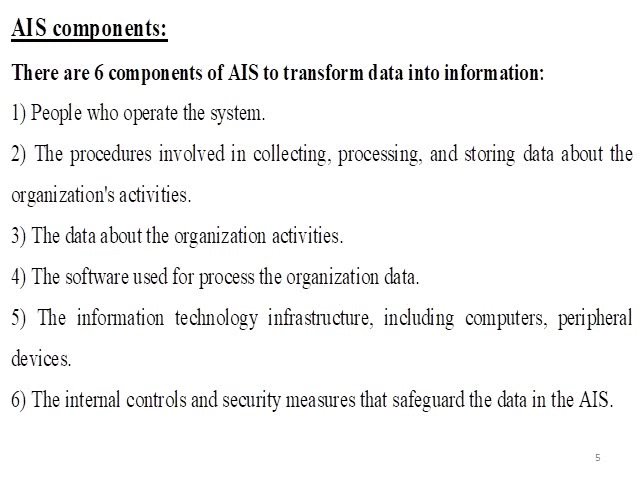 AIS components:
There are 6 components of AIS to transform data into information:
1) People who operate the system.
2) The procedures involved in collecting, processing, and storing data about the
organization's activities.
3) The data about the organization activities.
4) The software used for process the organization data.
5) The information technology infrastructure, including computers, peripheral
devices.
6) The internal controls and security measures that safeguard the data in the AIS.
5